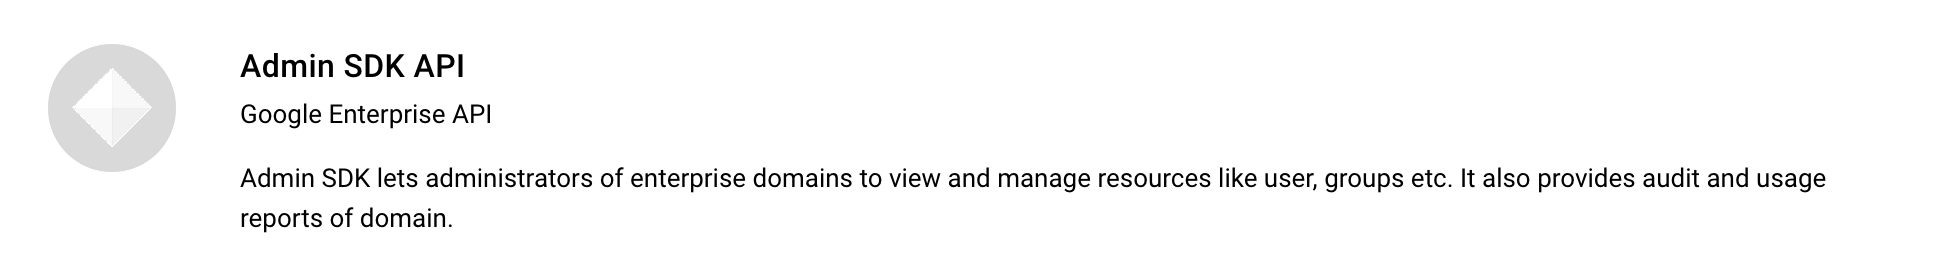 Admin SDK API
Google Enterprise API
Admin SDK lets administrators of enterprise domains to view and manage resources like user, groups etc. It also provides audit and usage
reports of domain.